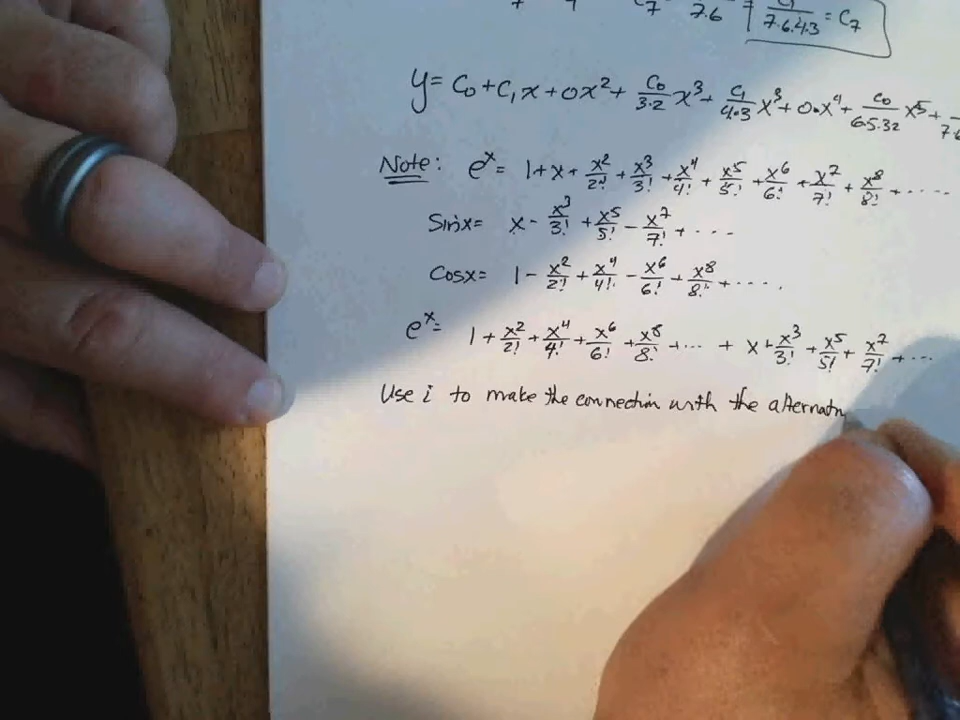 C₇ 7.6 C₁/7.6.4.3 = C₇
y = C₀ + C₁x + 0x² + C₀/3·2 x³ + C₁/4·3 x³ + 0·x⁴ + C₀/6·5·32 x⁵ +
Note: eˣ = 1 + x + x²/2! + x³/3! + x⁴/4! + x⁵/5! + x⁶/6! + x⁷/7! + x⁸/8! + .....
Sinx = x - x³/3! + x⁵/5! - x⁷/7! + ...
Cosx = 1 - x²/2! + x⁴/4! - x⁶/6! + x⁸/8! + ....
eˣ = 1 + x²/2! + x⁴/4! + x⁶/6! + x⁸/8! + ... + x + x³/3! + x⁵/5! + x⁷/7! + ...
Use i to make the connection with the alternatin